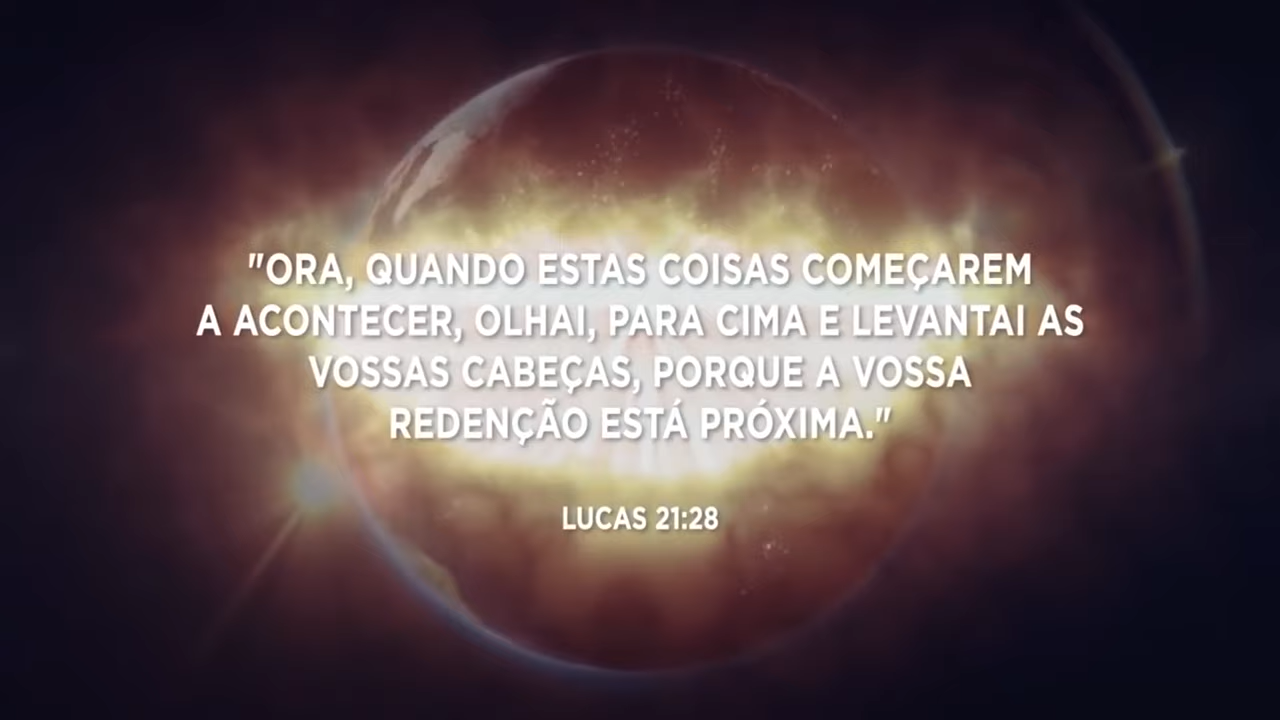 "ORA, QUANDO ESTAS COISAS COMEÇAREM
A ACONTECER, OLHAI, PARA CIMA E LEVANTAI AS
VOSSAS CABEÇAS, PORQUE A VOSSA
REDENÇÃO ESTÁ PRÓXIMA."
LUCAS 21:28